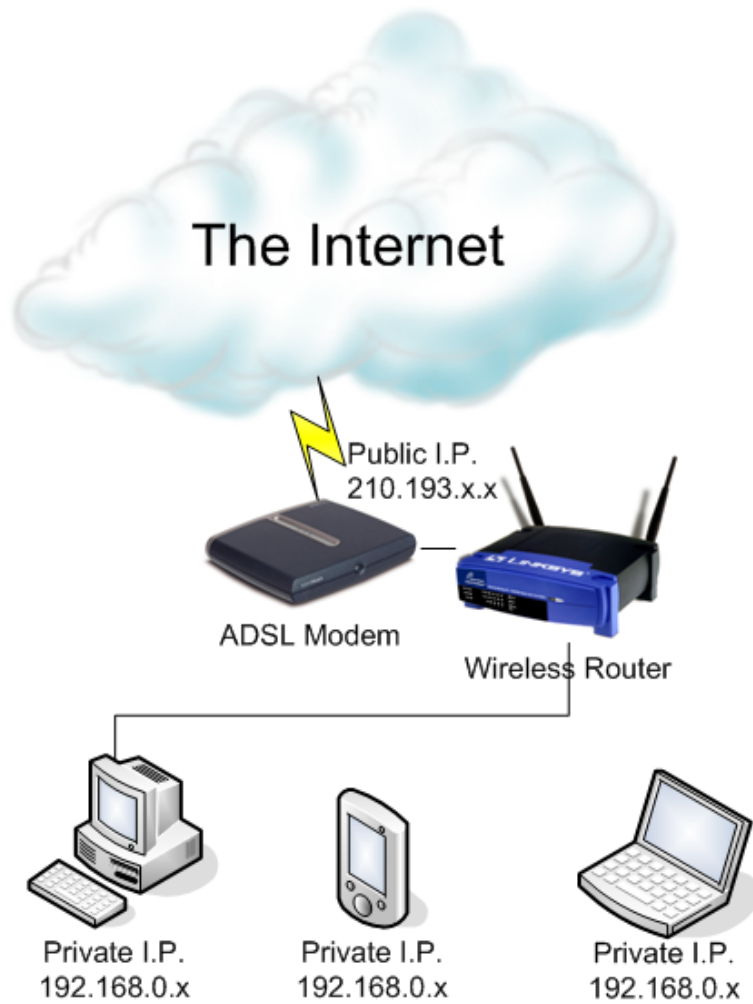 The Internet
Public I.P.
210.193.x.x
LINKSYS
ADSL Modem
Wireless Router
Private I.P.
192.168.0.x
Private I.P.
192.168.0.x
Private I.P.
192.168.0.x